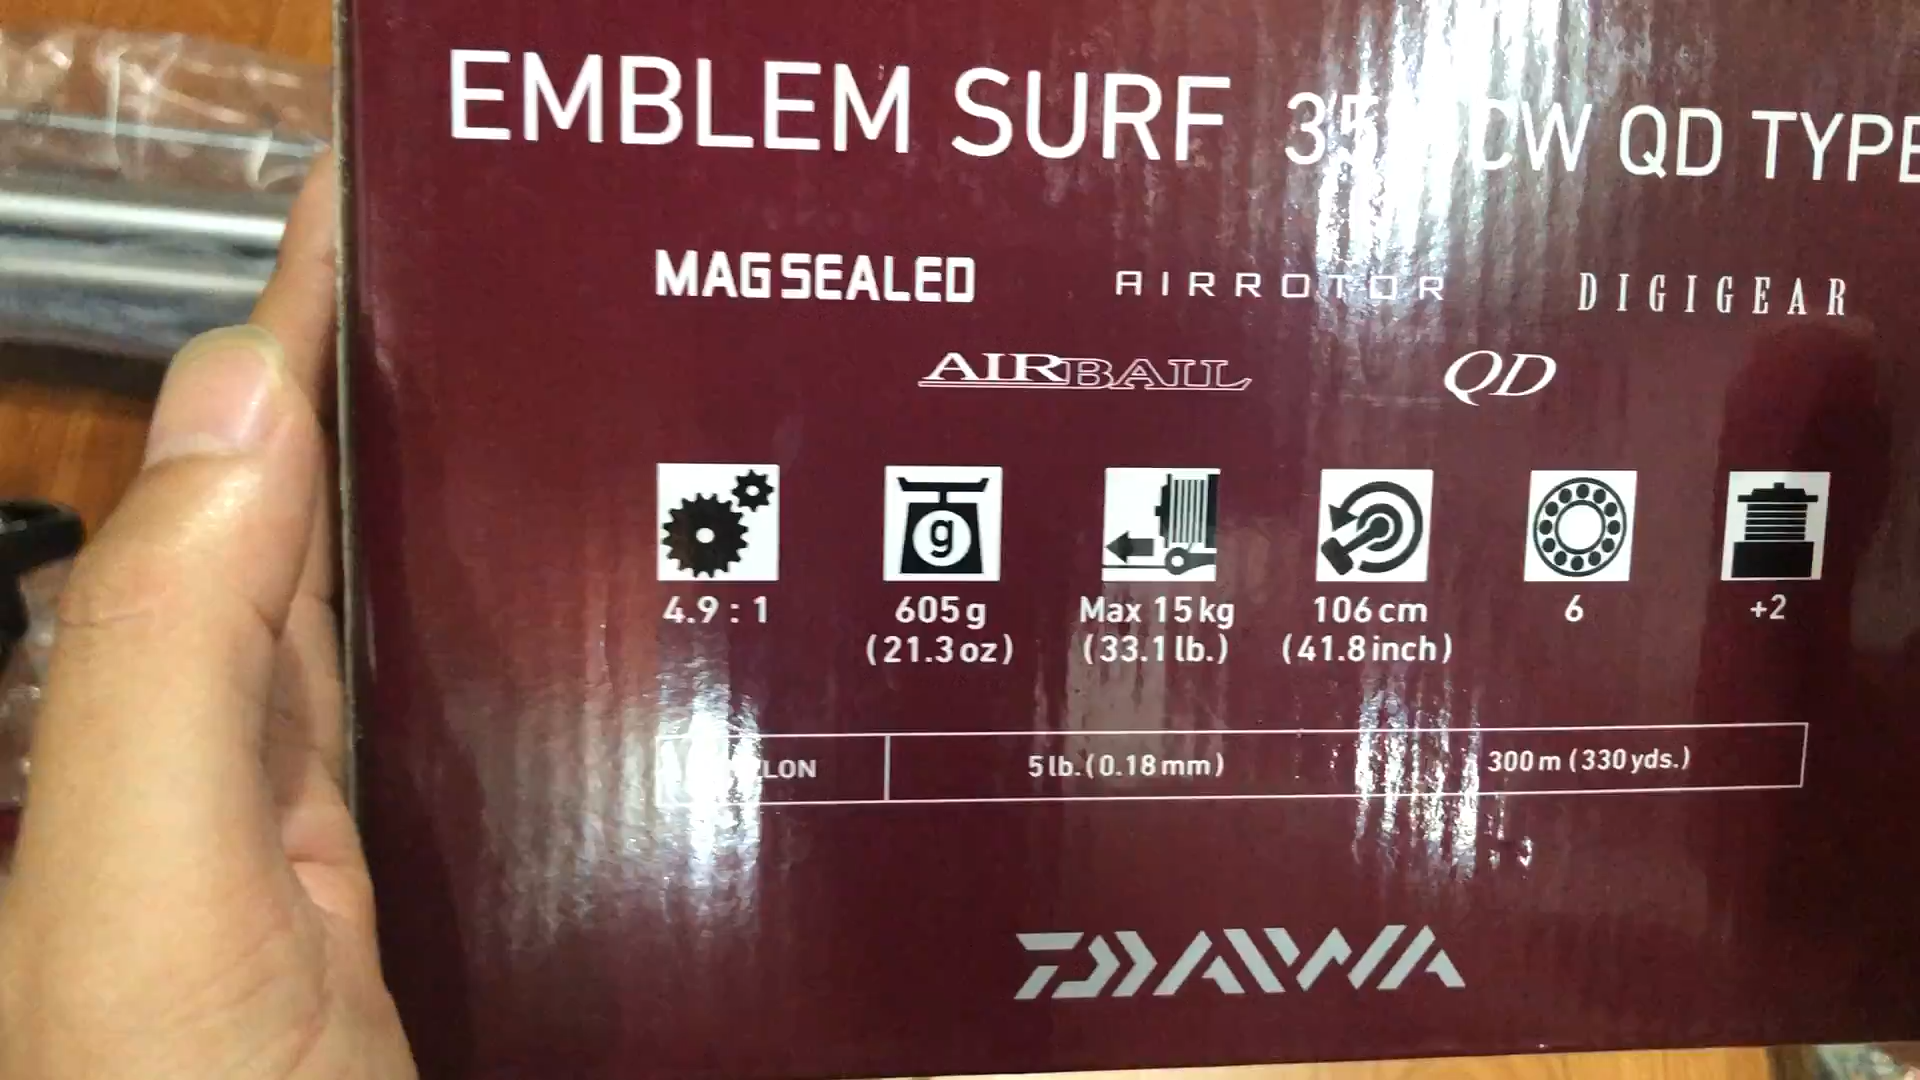 EMBLEM SURF CW QD TYPE
MAGSEALED AIRROTOR DIGIGEAR
AIRBAIL QD
g
4.9 : 1 605 g Max 15 kg 106 cm 6 +2
(21.3 oz) (33.1 lb.) (41.8 inch)
5 lb. (0.18 mm) 300 m (330 yds.)
DAIWA